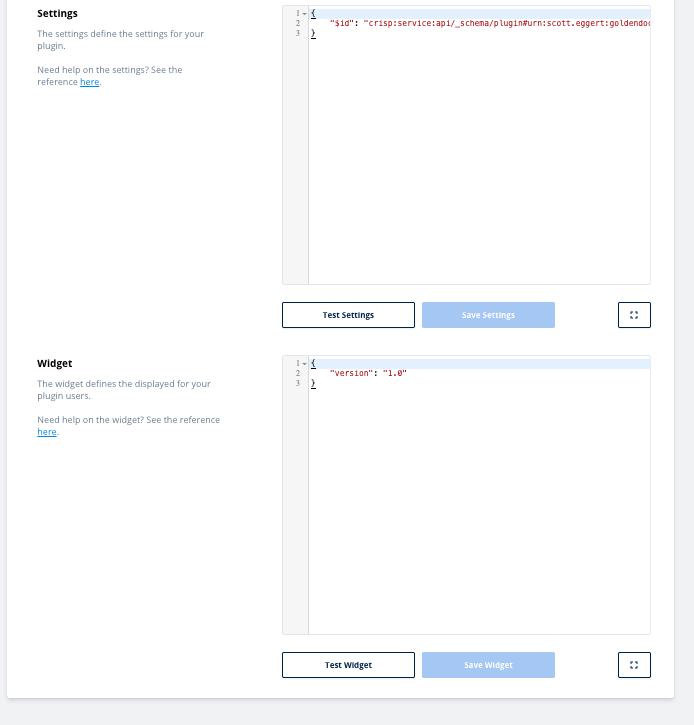 Settings
The settings define the settings for your
plugin.
Need help on the settings? See the
reference here.
1 {
2 "$id": "crisp:service:api/_schema/plugin#urn:scott.eggert:goldendoc
3 }
Test Settings
Save Settings
Widget
The widget defines the displayed for your
plugin users.
Need help on the widget? See the reference
here.
1 {
2 "version": "1.0"
3 }
Test Widget
Save Widget